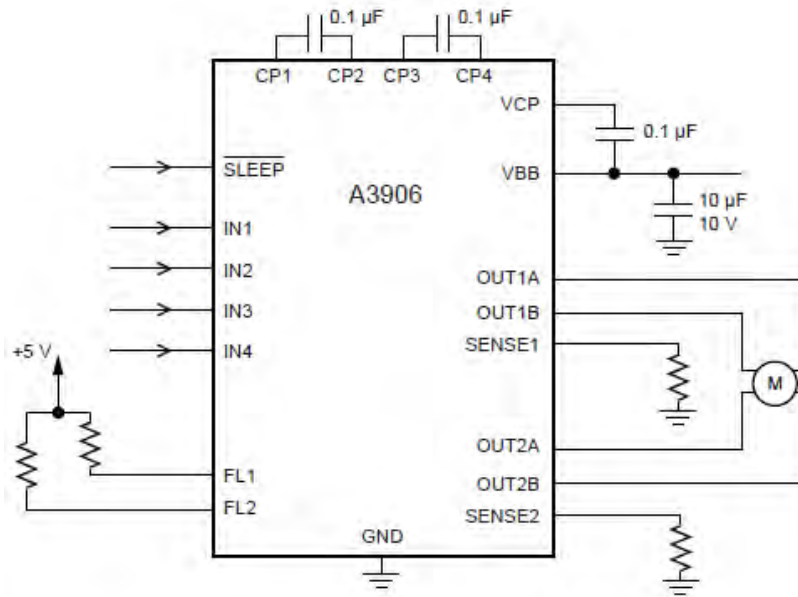 0.1 µF 0.1 µF
CP1 CP2 CP3 CP4
VCP
0.1 µF
SLEEP
VBB
A3906
10 µF
10 V
IN1
IN2
OUT1A
IN3
OUT1B
SENSE1
IN4
+5 V
M
OUT2A
FL1
OUT2B
FL2
SENSE2
GND